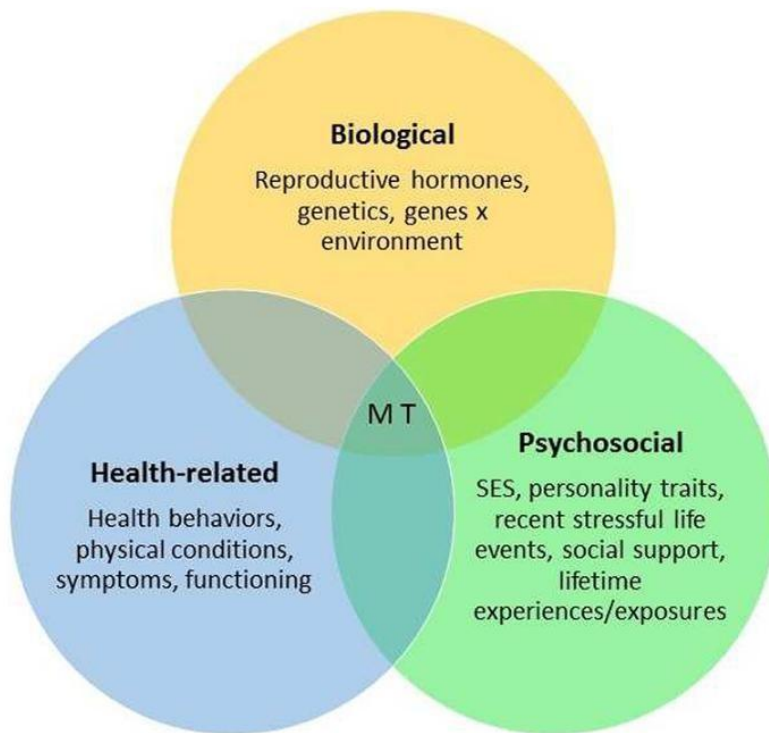 Biological
Reproductive hormones,
genetics, genes x
environment
M T
Health-related
Health behaviors,
physical conditions,
symptoms, functioning
Psychosocial
SES, personality traits,
recent stressful life
events, social support,
lifetime
experiences/exposures